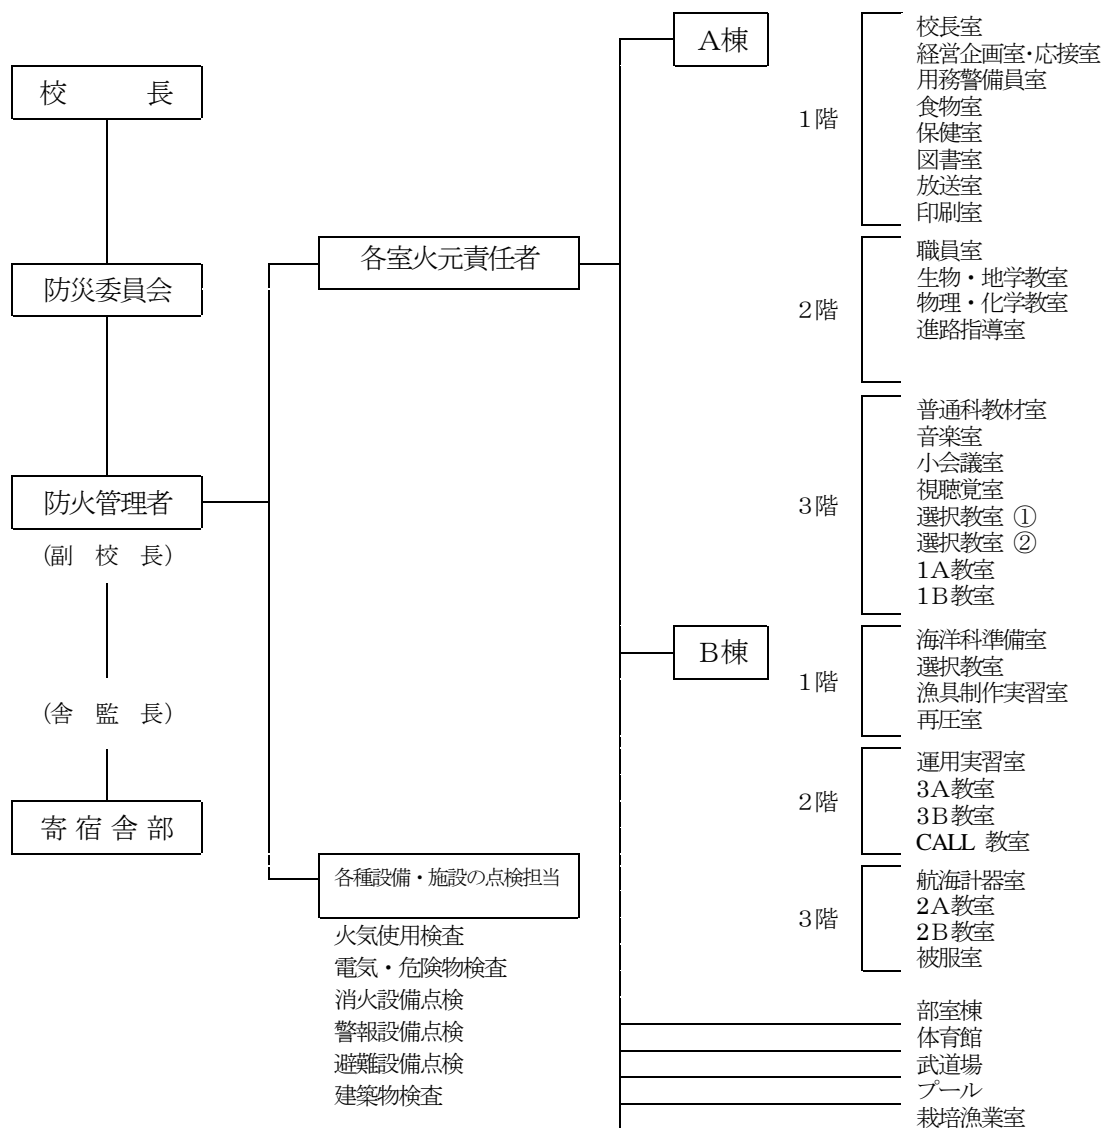 校　　長
防災委員会
防火管理者
(副　校　長)
(舎　監　長)
寄 宿 舎 部
各室火元責任者
各種設備・施設の点検担当
火気使用検査
電気・危険物検査
消火設備点検
警報設備点検
避難設備点検
建築物検査
A棟
1階
校長室
経営企画室・応接室
用務警備員室
食物室
保健室
図書室
放送室
印刷室
2階
職員室
生物・地学教室
物理・化学教室
進路指導室
3階
普通科教材室
音楽室
小会議室
視聴覚室
選択教室 ①
選択教室 ②
1A教室
1B教室
B棟
1階
海洋科準備室
選択教室
漁具制作実習室
再圧室
2階
運用実習室
3A教室
3B教室
CALL 教室
3階
航海計器室
2A教室
2B教室
被服室
部室棟
体育館
武道場
プール
栽培漁業室